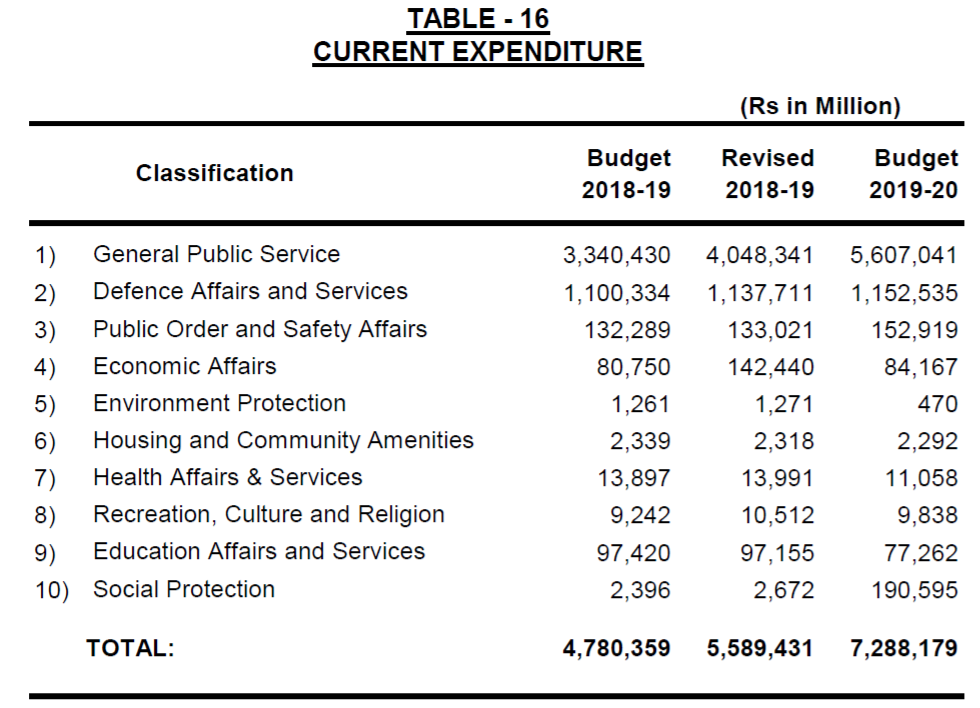 TABLE - 16
CURRENT EXPENDITURE
(Rs in Million)
Classification Budget 2018-19 Revised 2018-19 Budget 2019-20
1) General Public Service 3,340,430 4,048,341 5,607,041
2) Defence Affairs and Services 1,100,334 1,137,711 1,152,535
3) Public Order and Safety Affairs 132,289 133,021 152,919
4) Economic Affairs 80,750 142,440 84,167
5) Environment Protection 1,261 1,271 470
6) Housing and Community Amenities 2,339 2,318 2,292
7) Health Affairs & Services 13,897 13,991 11,058
8) Recreation, Culture and Religion 9,242 10,512 9,838
9) Education Affairs and Services 97,420 97,155 77,262
10) Social Protection 2,396 2,672 190,595
TOTAL: 4,780,359 5,589,431 7,288,179